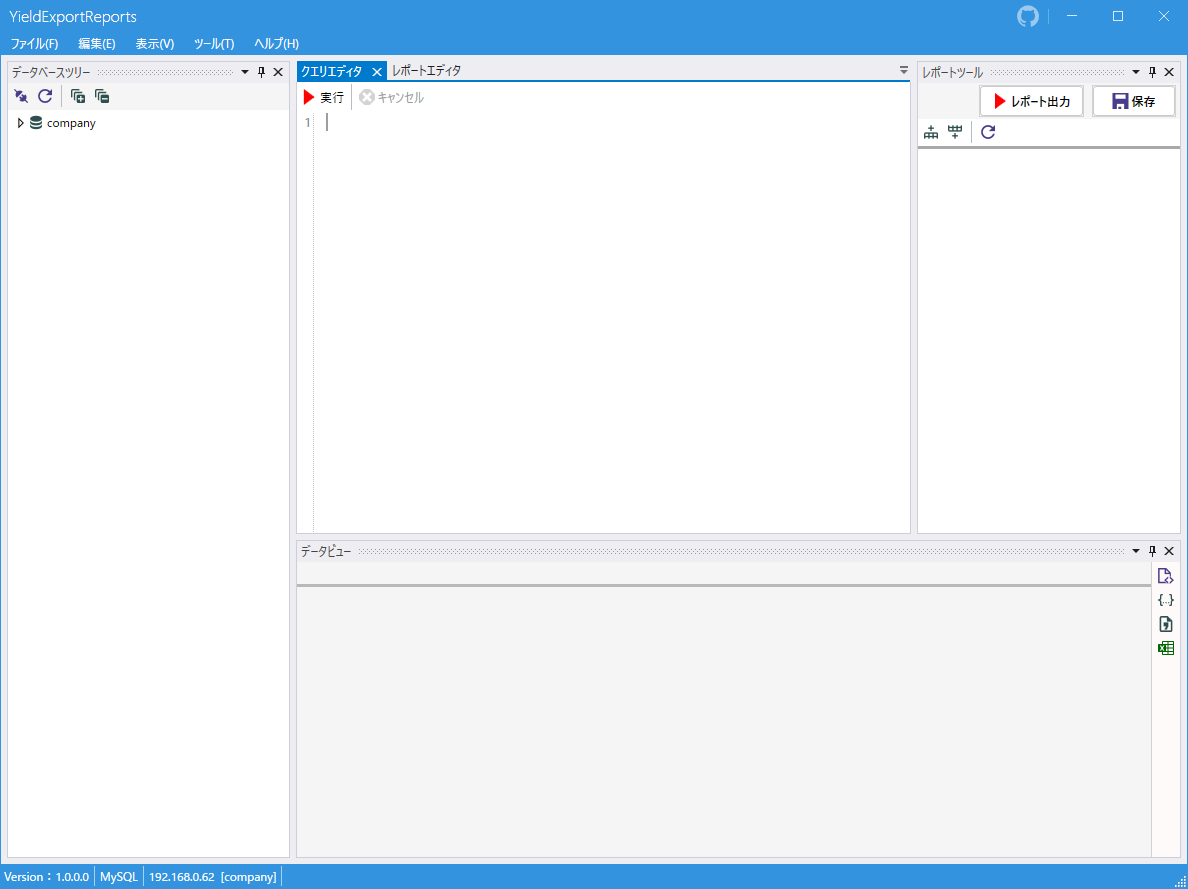 YieldExportReports
ファイル(F) 編集(E) 表示(V) ツール(T) ヘルプ(H)
データベースツリー
company
クエリエディタ レポートエディタ
実行 キャンセル
1
レポートツール
レポート出力 保存
データビュー
Version：1.0.0.0 MySQL 192.168.0.62 [company]